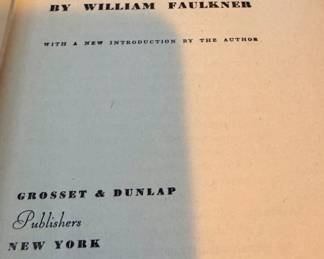 BY WILLIAM FAULKNER
WITH A NEW INTRODUCTION BY THE AUTHOR
GROSSET & DUNLAP
Publishers
NEW YORK